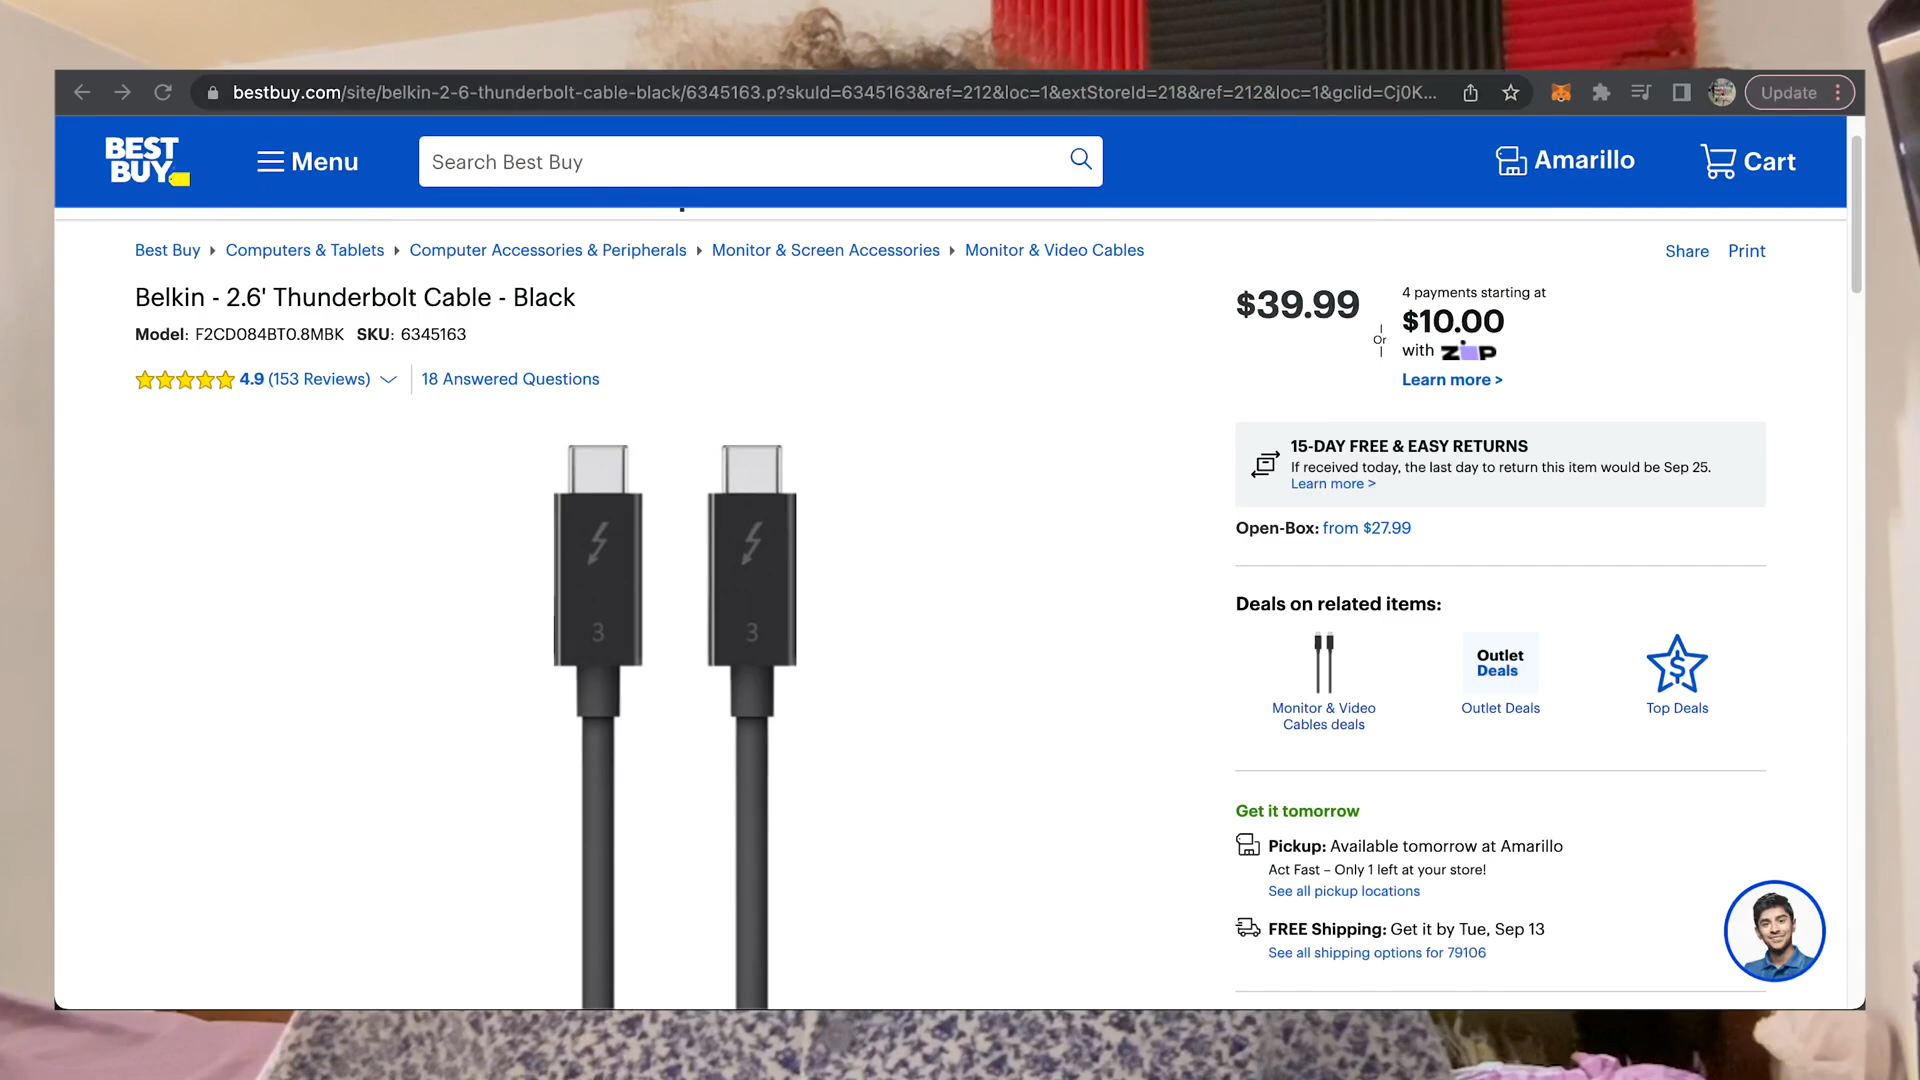 bestbuy.com/site/belkin-2-6-thunderbolt-cable-black/6345163.p?skuId=6345163&ref=212&loc=1&extStoreId=218&ref=212&loc=1&gclid=Cj0K...
Update
BEST BUY
Menu
Search Best Buy
Amarillo
Cart
Best Buy Computers & Tablets Computer Accessories & Peripherals Monitor & Screen Accessories Monitor & Video Cables
Share Print
Belkin - 2.6' Thunderbolt Cable - Black
Model: F2CD084BT0.8MBK SKU: 6345163
4.9 (153 Reviews) 18 Answered Questions
3
3
$39.99
Or
4 payments starting at
$10.00
with zip
Learn more >
15-DAY FREE & EASY RETURNS
If received today, the last day to return this item would be Sep 25.
Learn more >
Open-Box: from $27.99
Deals on related items:
Monitor & Video
Cables deals
Outlet
Deals
Outlet Deals
$
Top Deals
Get it tomorrow
Pickup: Available tomorrow at Amarillo
Act Fast – Only 1 left at your store!
See all pickup locations
FREE Shipping: Get it by Tue, Sep 13
See all shipping options for 79106